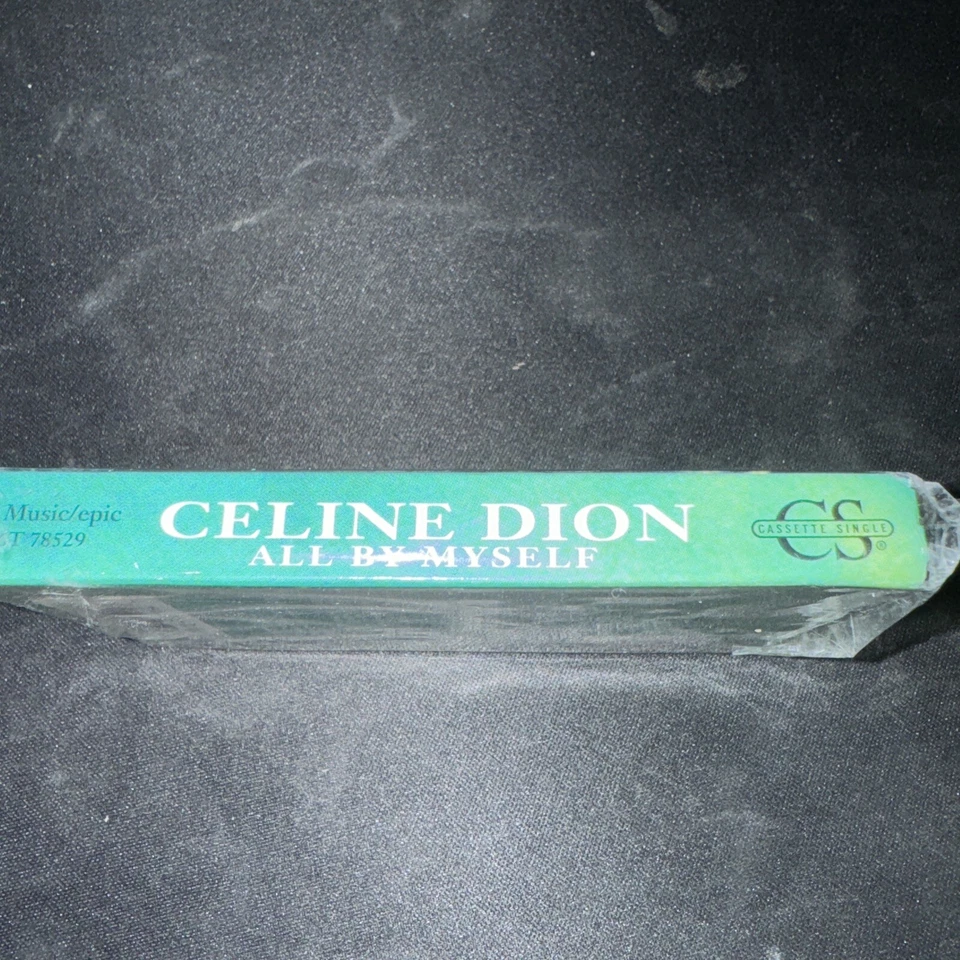 Music/epic
T 78529
CELINE DION
ALL BY MYSELF
CS
CASSETTE SINGLE
®